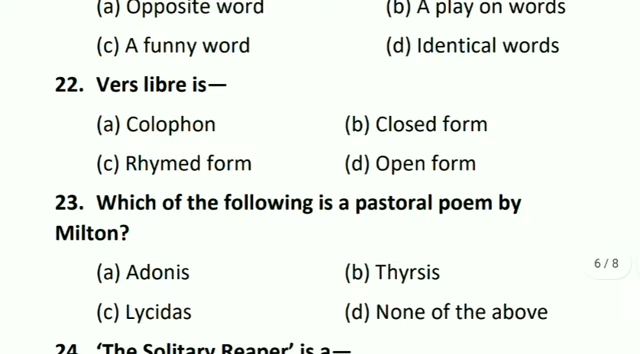 (a) Opposite word (b) A play on words
(c) A funny word (d) Identical words
22. Vers libre is—
(a) Colophon (b) Closed form
(c) Rhymed form (d) Open form
23. Which of the following is a pastoral poem by
Milton?
(a) Adonis (b) Thyrsis
6/8
(c) Lycidas (d) None of the above
24. ‘The Solitary Reaper’ is a—